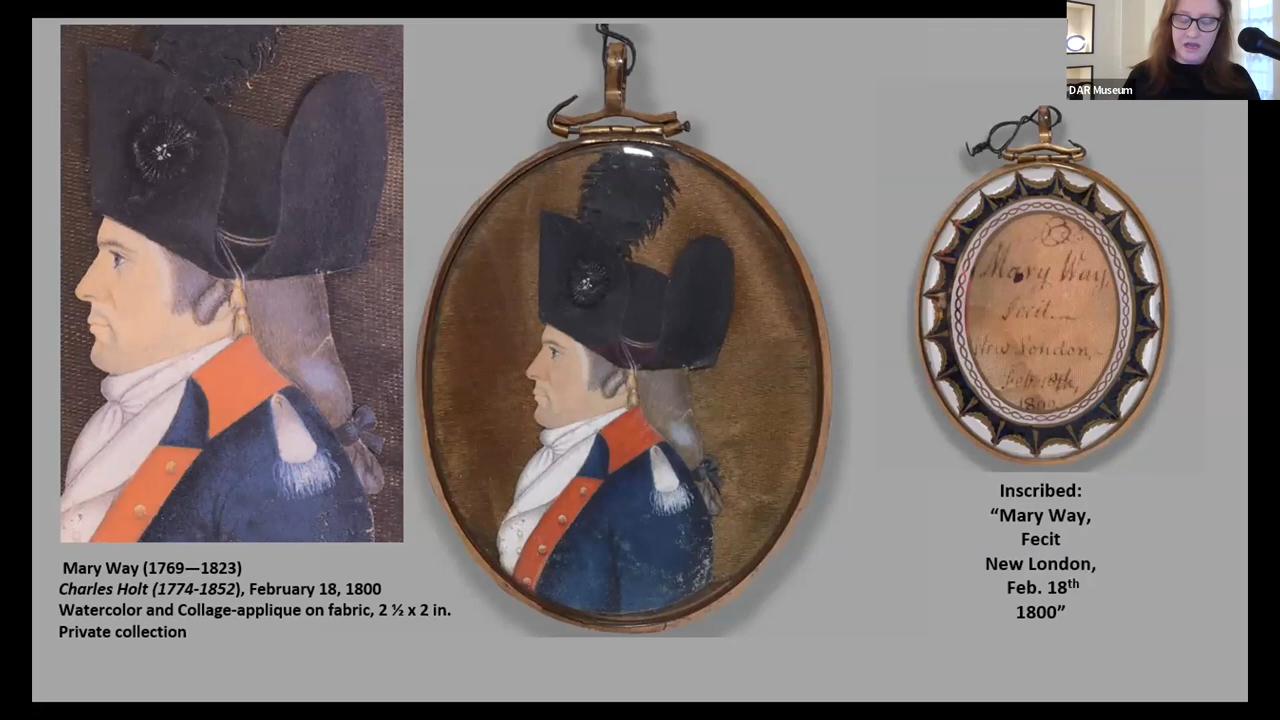 DAR Museum
Mary Way
Fecit
New London,
Feb. 18th,
1800
Mary Way (1769—1823)
Charles Holt (1774-1852), February 18, 1800
Watercolor and Collage-applique on fabric, 2 ½ x 2 in.
Private collection
Inscribed:
“Mary Way,
Fecit
New London,
Feb. 18th
1800”